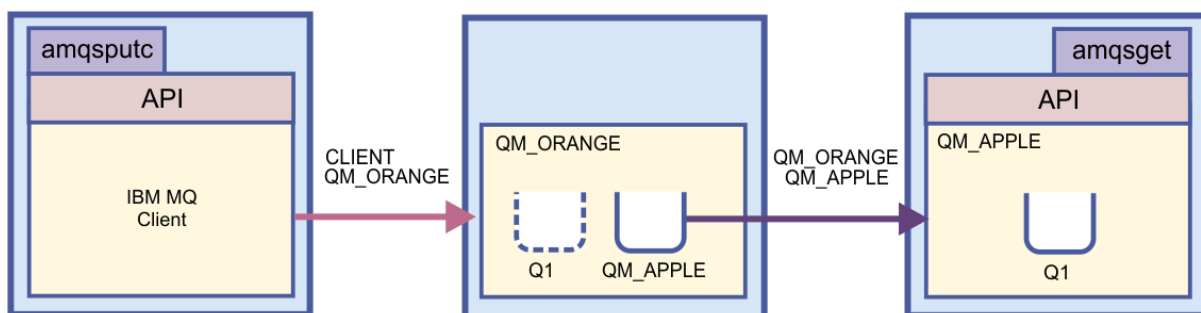 amqsputc
API
IBM MQ
Client
CLIENT
QM_ORANGE
QM_ORANGE
Q1
QM_APPLE
QM_ORANGE
QM_APPLE
amqsget
API
QM_APPLE
Q1